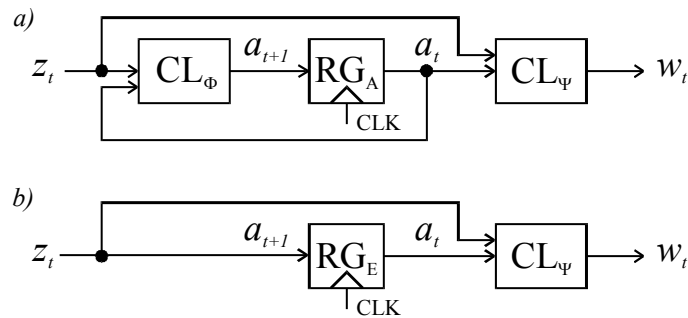 a)
z_t CL_Φ a_{t+1} RG_A a_t CL_Ψ w_t
CLK
b)
z_t a_{t+1} RG_E a_t CL_Ψ w_t
CLK